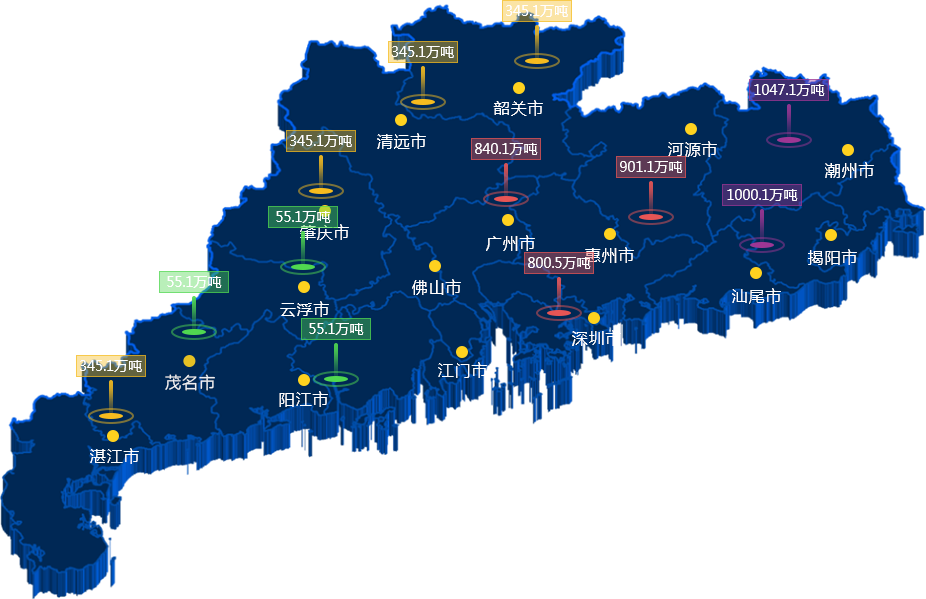 345.1万吨
345.1万吨
1047.1万吨
韶关市
345.1万吨
清远市
840.1万吨
河源市
901.1万吨
潮州市
1000.1万吨
55.1万吨
肇庆市
广州市
惠州市
揭阳市
800.5万吨
55.1万吨
佛山市
汕尾市
云浮市
55.1万吨
深圳市
345.1万吨
茂名市
江门市
阳江市
湛江市